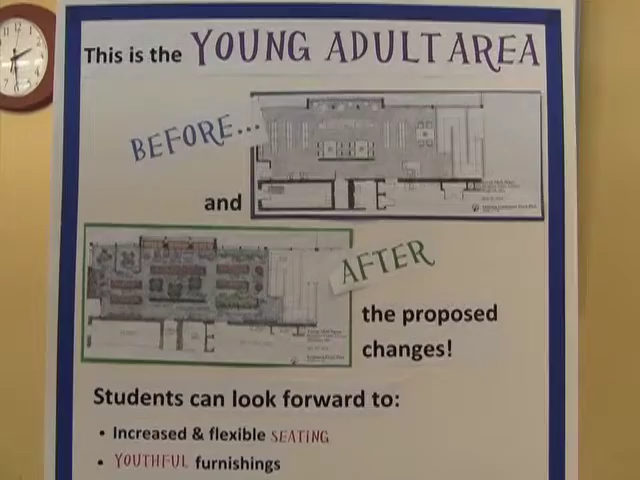 This is the YOUNG ADULT AREA
BEFORE...
and
AFTER
the proposed
changes!
Students can look forward to:
• Increased & flexible SEATING
• YOUTHFUL furnishings